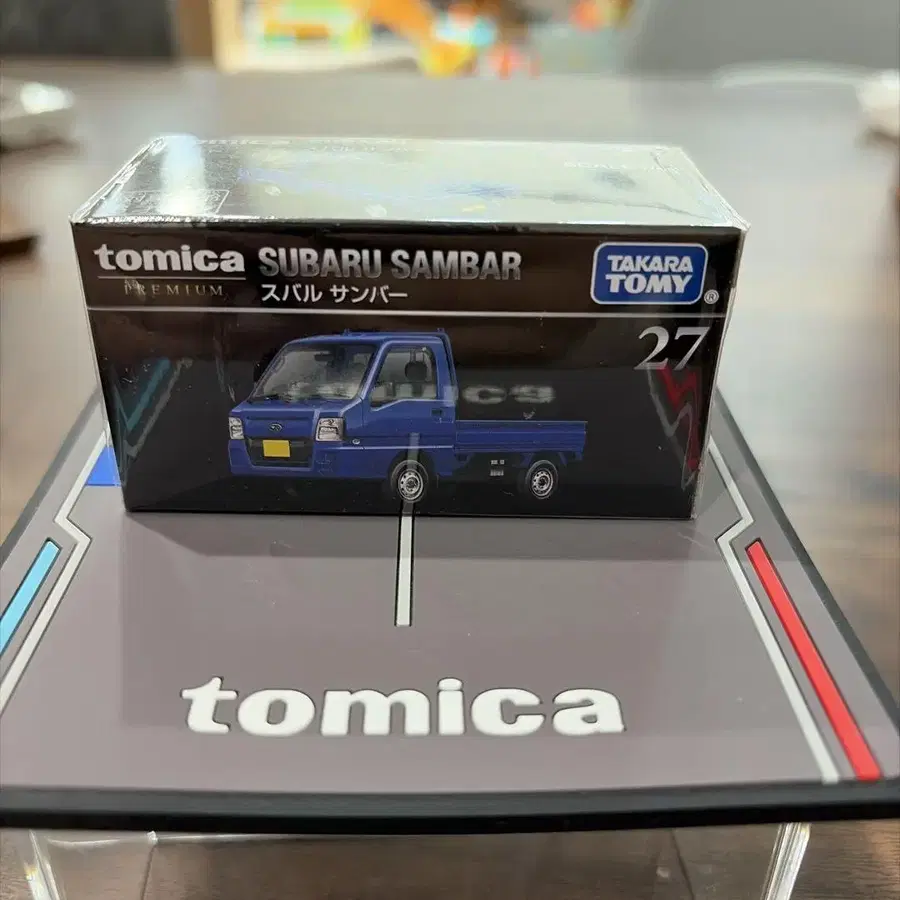 tomica
PREMIUM
SUBARU SAMBAR
スバル サンバー
TAKARA
TOMY
®
27
tomica